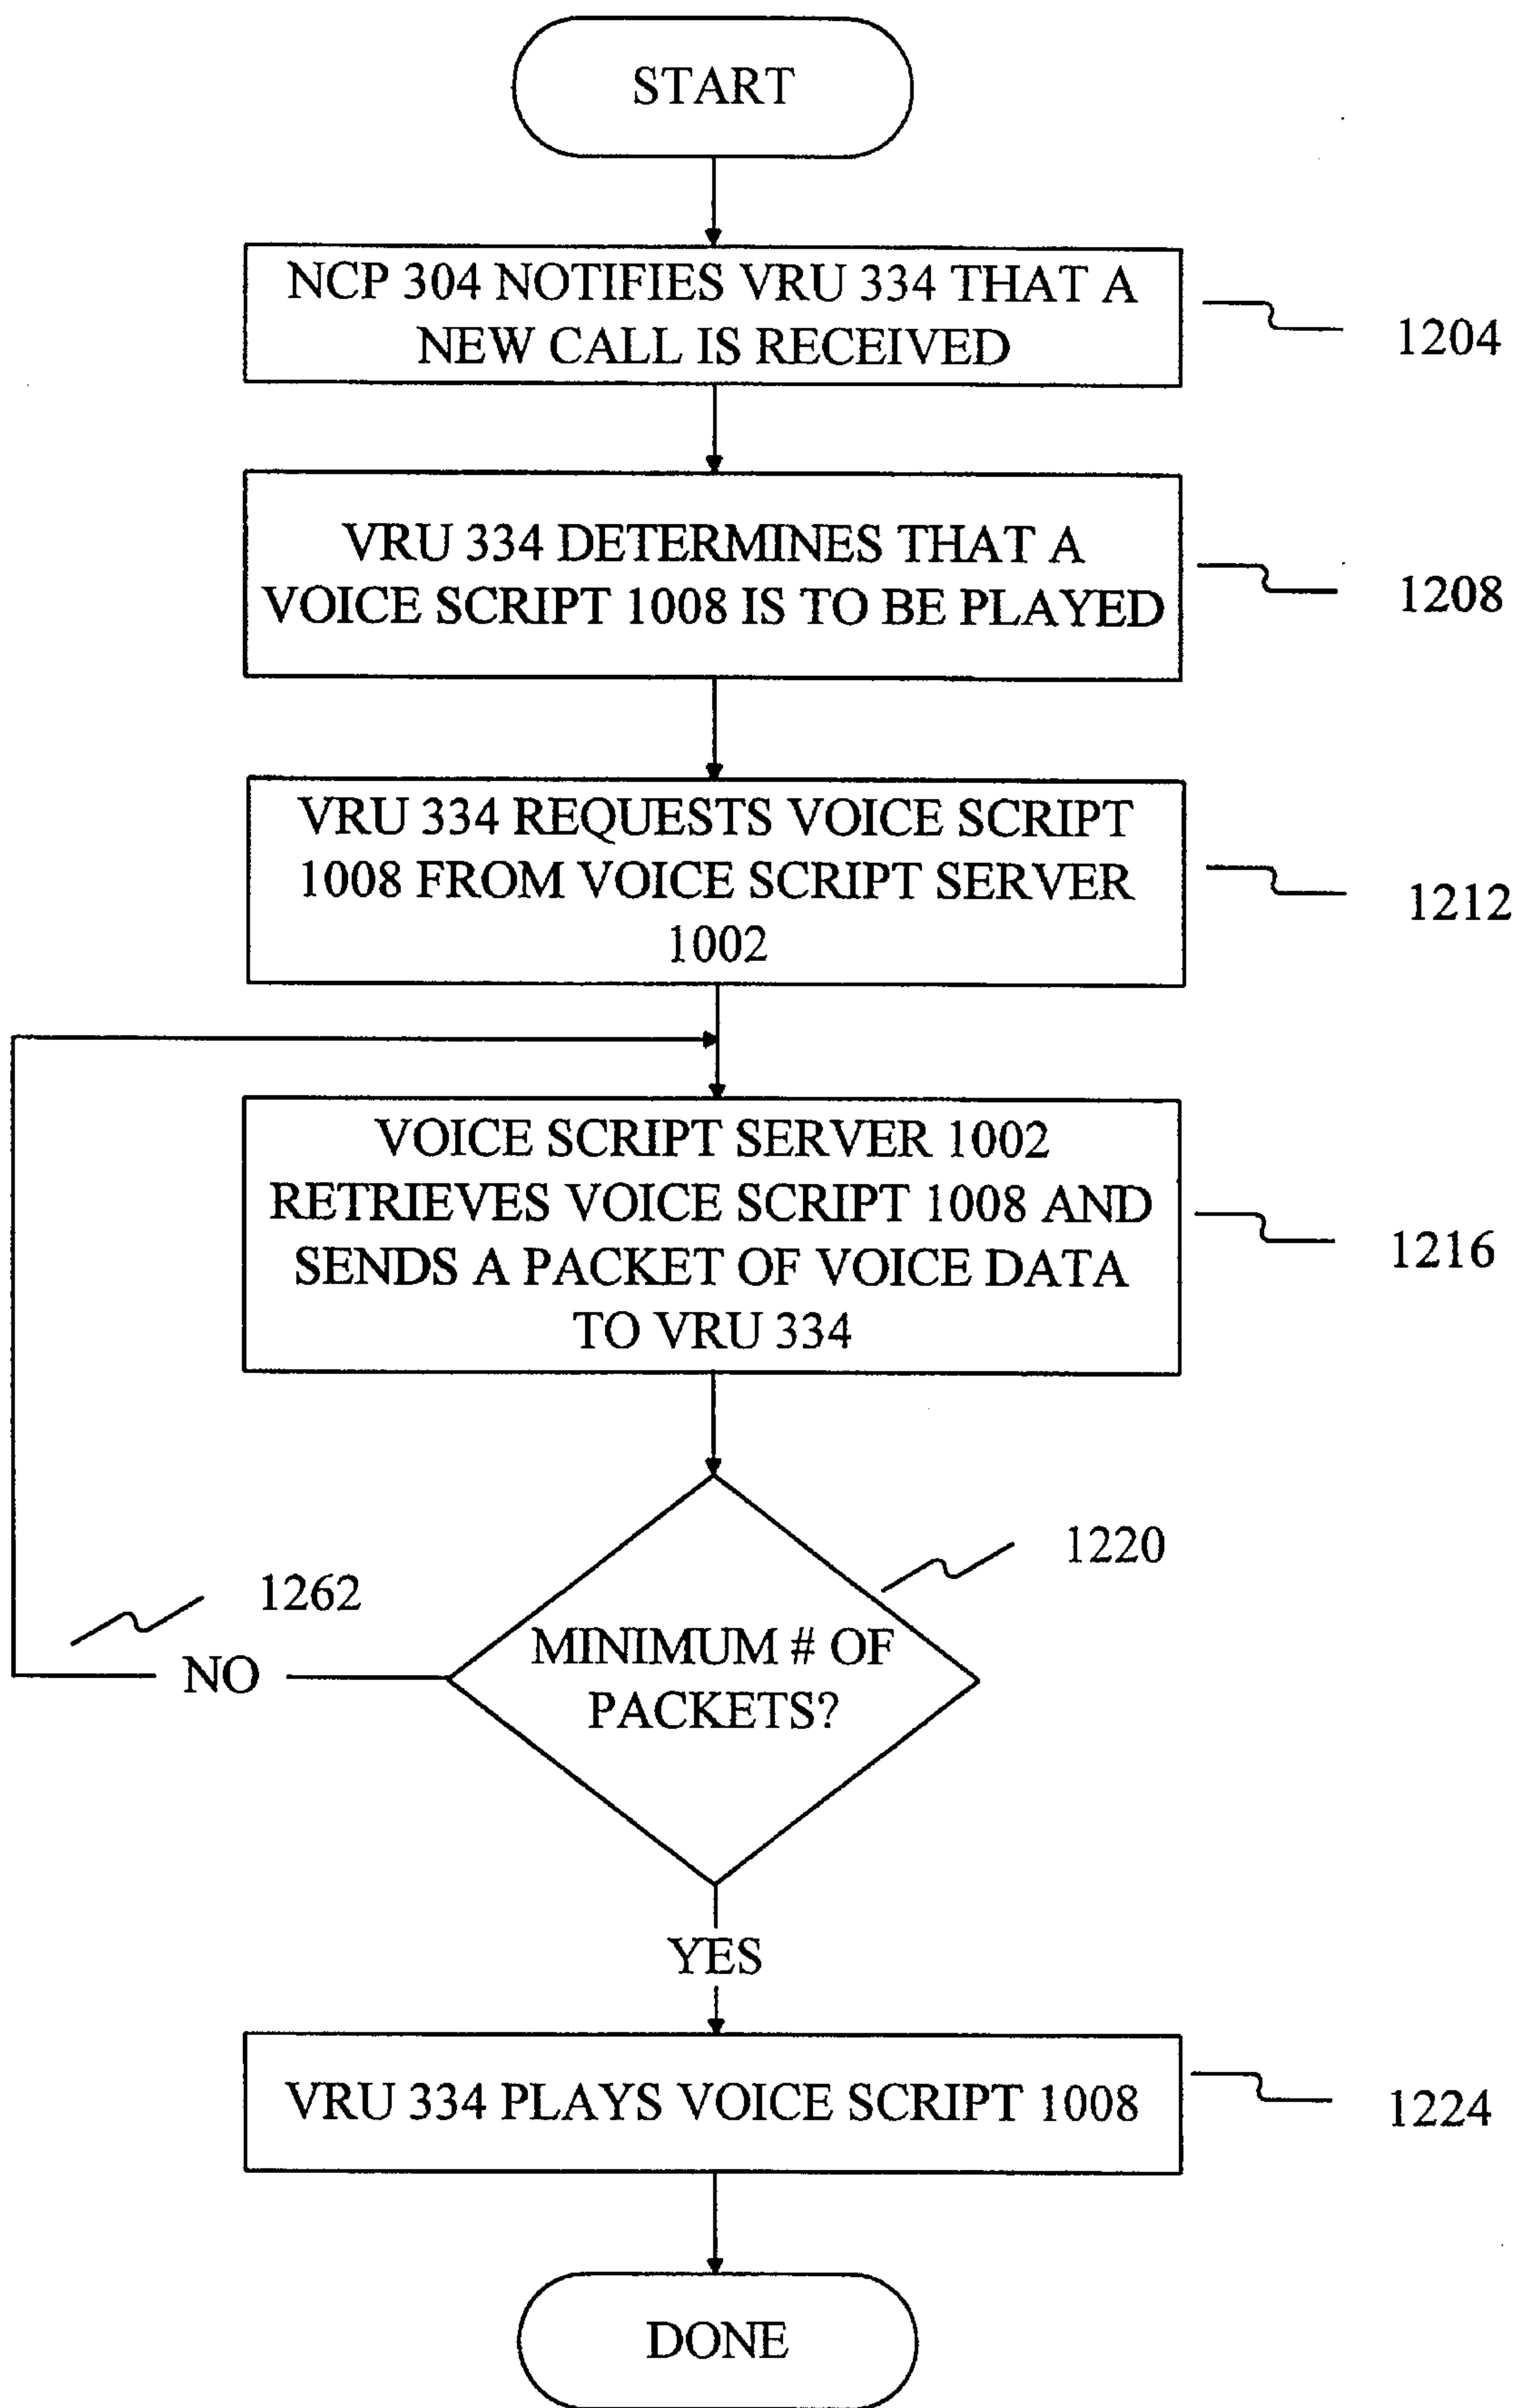 START
NCP 304 NOTIFIES VRU 334 THAT A
NEW CALL IS RECEIVED
1204
VRU 334 DETERMINES THAT A
VOICE SCRIPT 1008 IS TO BE PLAYED
1208
VRU 334 REQUESTS VOICE SCRIPT
1008 FROM VOICE SCRIPT SERVER
1002
1212
VOICE SCRIPT SERVER 1002
RETRIEVES VOICE SCRIPT 1008 AND
SENDS A PACKET OF VOICE DATA
TO VRU 334
1216
1220
1262
MINIMUM # OF
PACKETS?
NO
YES
VRU 334 PLAYS VOICE SCRIPT 1008
1224
DONE